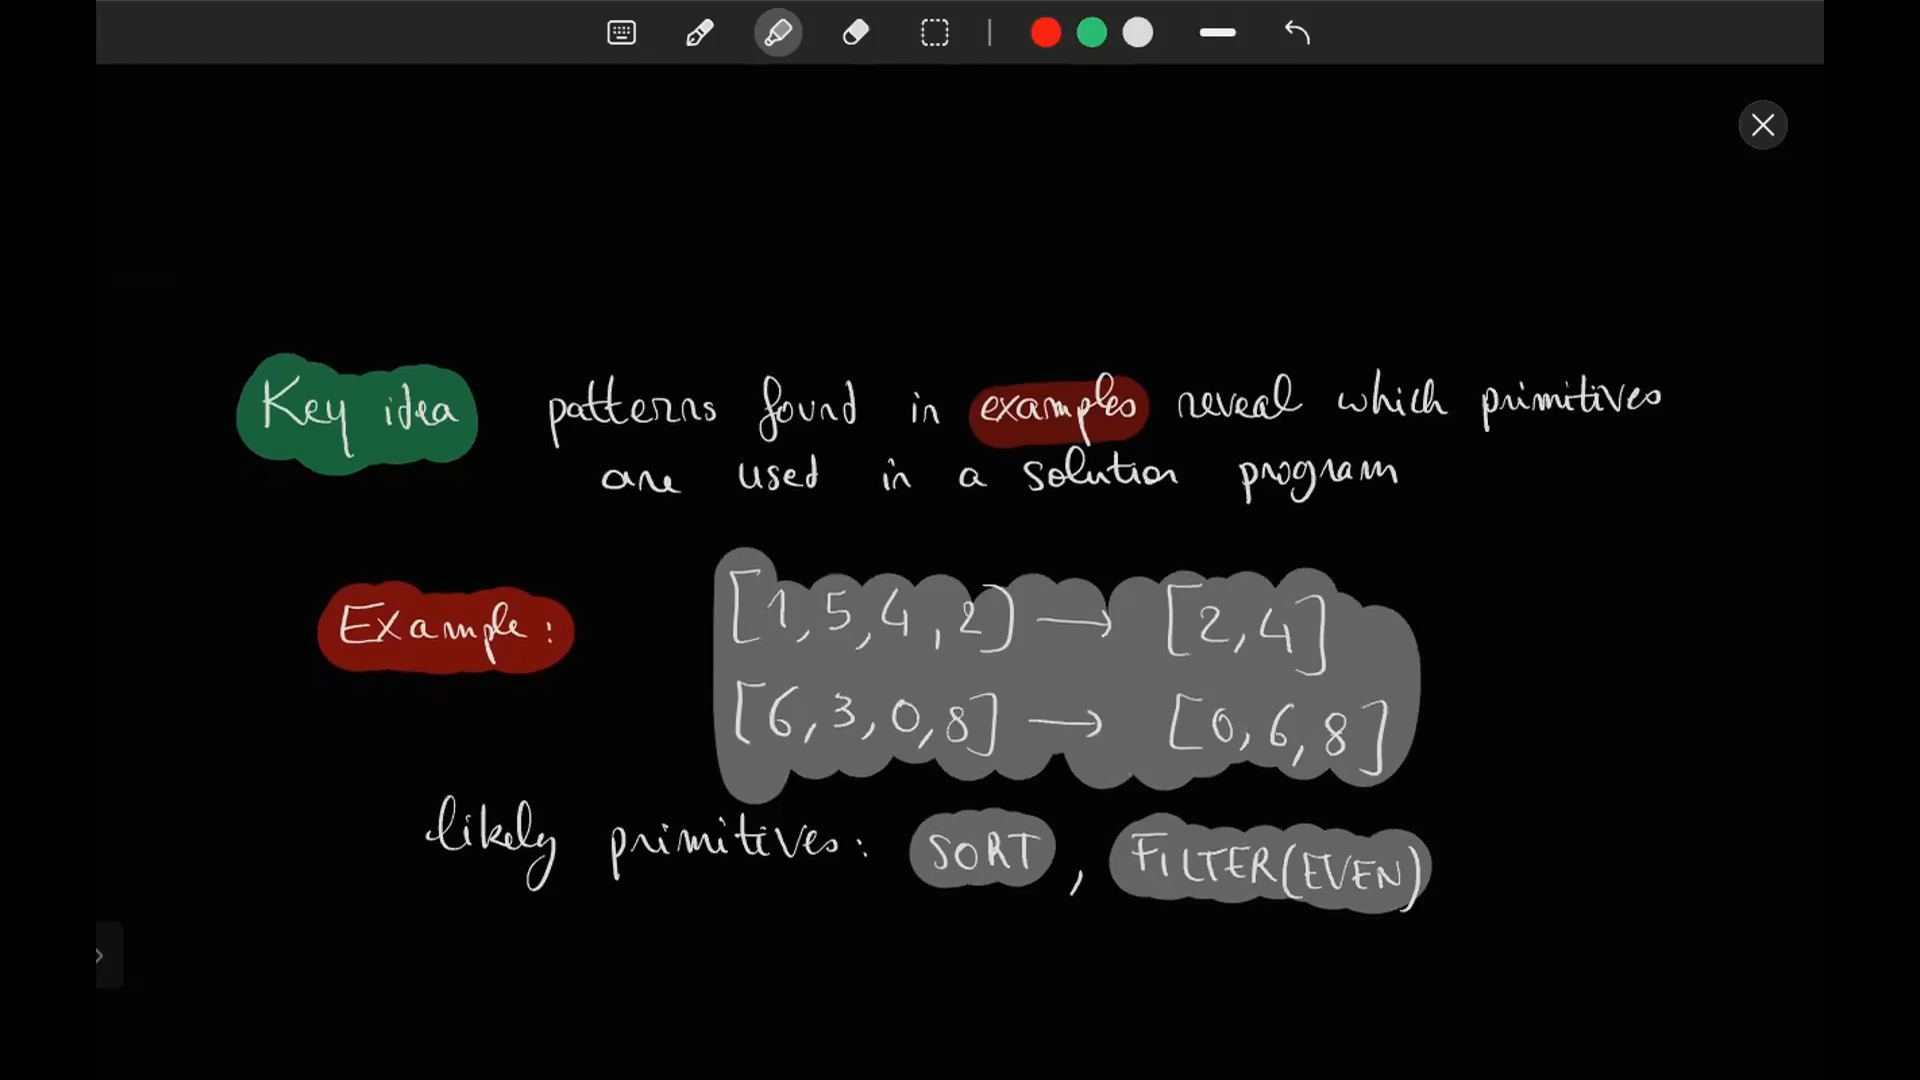 Key idea patterns found in examples reveal which primitives
are used in a solution program
Example: [1,5,4,2] → [2,4]
[6,3,0,8] → [0,6,8]
likely primitives: SORT, FILTER(EVEN)